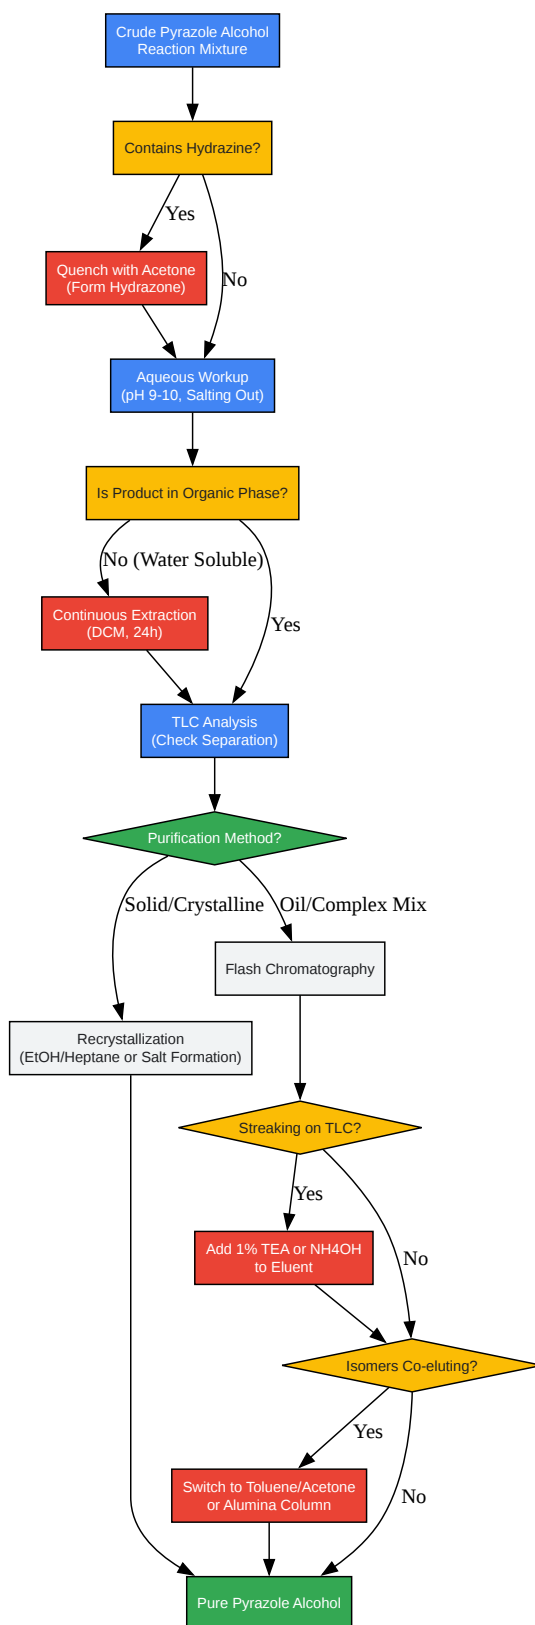 Crude Pyrazole Alcohol
Reaction Mixture
Contains Hydrazine?
Yes
Quench with Acetone
(Form Hydrazone)
No
Aqueous Workup
(pH 9-10, Salting Out)
Is Product in Organic Phase?
No (Water Soluble)
Continuous Extraction
(DCM, 24h)
Yes
TLC Analysis
(Check Separation)
Purification Method?
Solid/Crystalline
Oil/Complex Mix
Flash Chromatography
Recrystallization
(EtOH/Heptane or Salt Formation)
Streaking on TLC?
Yes
Add 1% TEA or NH4OH
to Eluent
No
Isomers Co-eluting?
Yes
Switch to Toluene/Acetone
or Alumina Column
No
Pure Pyrazole Alcohol